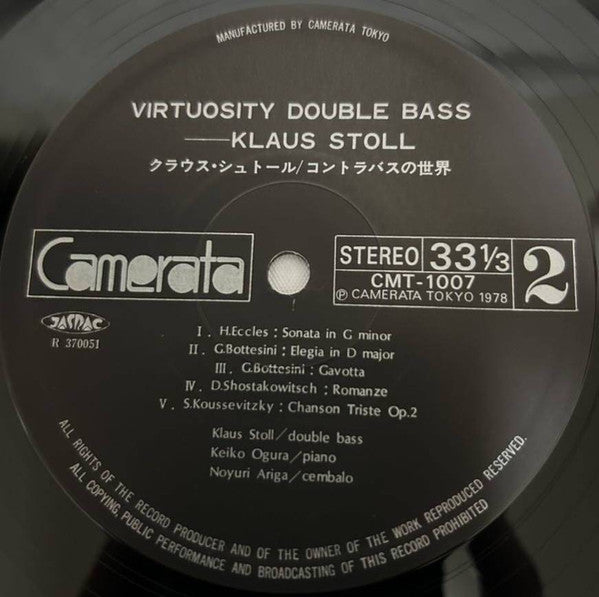 MANUFACTURED BY CAMERATA TOKYO
VIRTUOSITY DOUBLE BASS
——KLAUS STOLL
クラウス・シュトール/コントラバスの世界
Camerata
STEREO 33⅓ 2
CMT-1007
Ⓟ CAMERATA TOKYO 1978
JASRAC
R 370051
I. H.Eccles : Sonata in G minor
II. G.Bottesini : Elegia in D major
III. G.Bottesini : Gavotta
IV. D.Shostakowitsch : Romanze
V. S.Koussevitzky : Chanson Triste Op.2
Klaus Stoll/double bass
Keiko Ogura/piano
Noyuri Ariga/cembalo
ALL RIGHTS OF THE RECORD PRODUCER AND OF THE OWNER OF THE WORK REPRODUCED RESERVED.
ALL COPYING, PUBLIC PERFORMANCE AND BROADCASTING OF THIS RECORD PROHIBITED